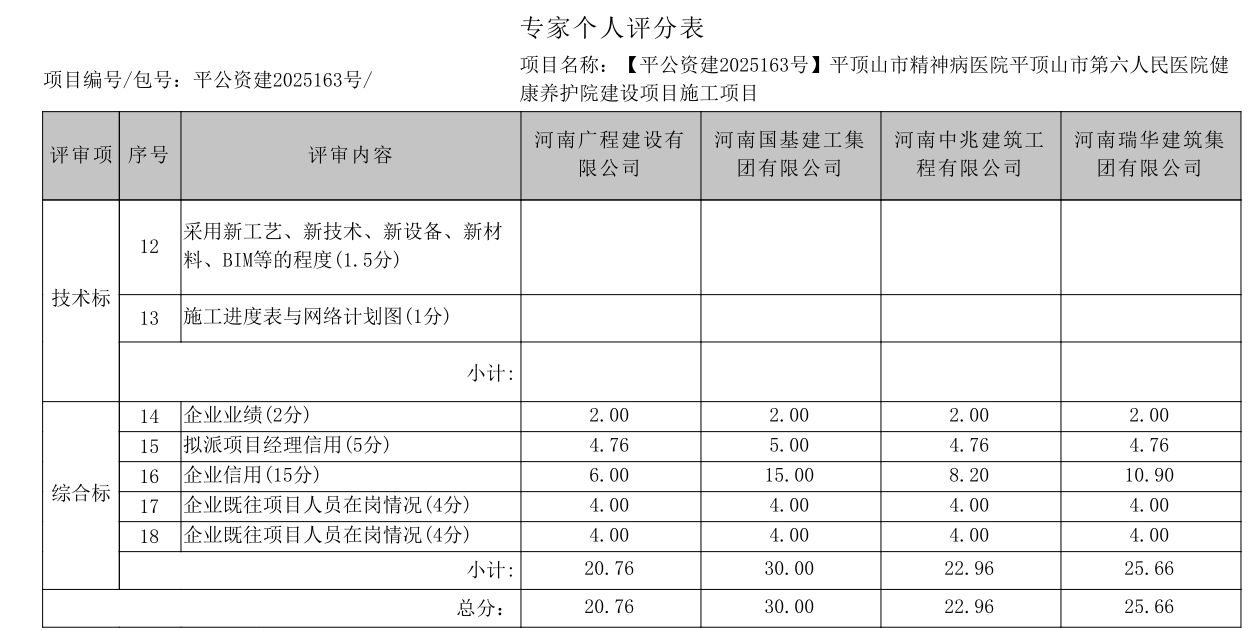 专家个人评分表
项目编号/包号：平公资建2025163号/
项目名称：【平公资建2025163号】平顶山市精神病医院平顶山市第六人民医院健
康养护院建设项目施工项目
评审项 序号 评审内容 河南广程建设有限公司 河南国基建工集团有限公司 河南中兆建筑工程有限公司 河南瑞华建筑集团有限公司
技术标
12 采用新工艺、新技术、新设备、新材
料、BIM等的程度(1.5分)
13 施工进度表与网络计划图(1分)
小计:
综合标
14 企业业绩(2分) 2.00 2.00 2.00 2.00
15 拟派项目经理信用(5分) 4.76 5.00 4.76 4.76
16 企业信用(15分) 6.00 15.00 8.20 10.90
17 企业既往项目人员在岗情况(4分) 4.00 4.00 4.00 4.00
18 企业既往项目人员在岗情况(4分) 4.00 4.00 4.00 4.00
小计: 20.76 30.00 22.96 25.66
总分： 20.76 30.00 22.96 25.66